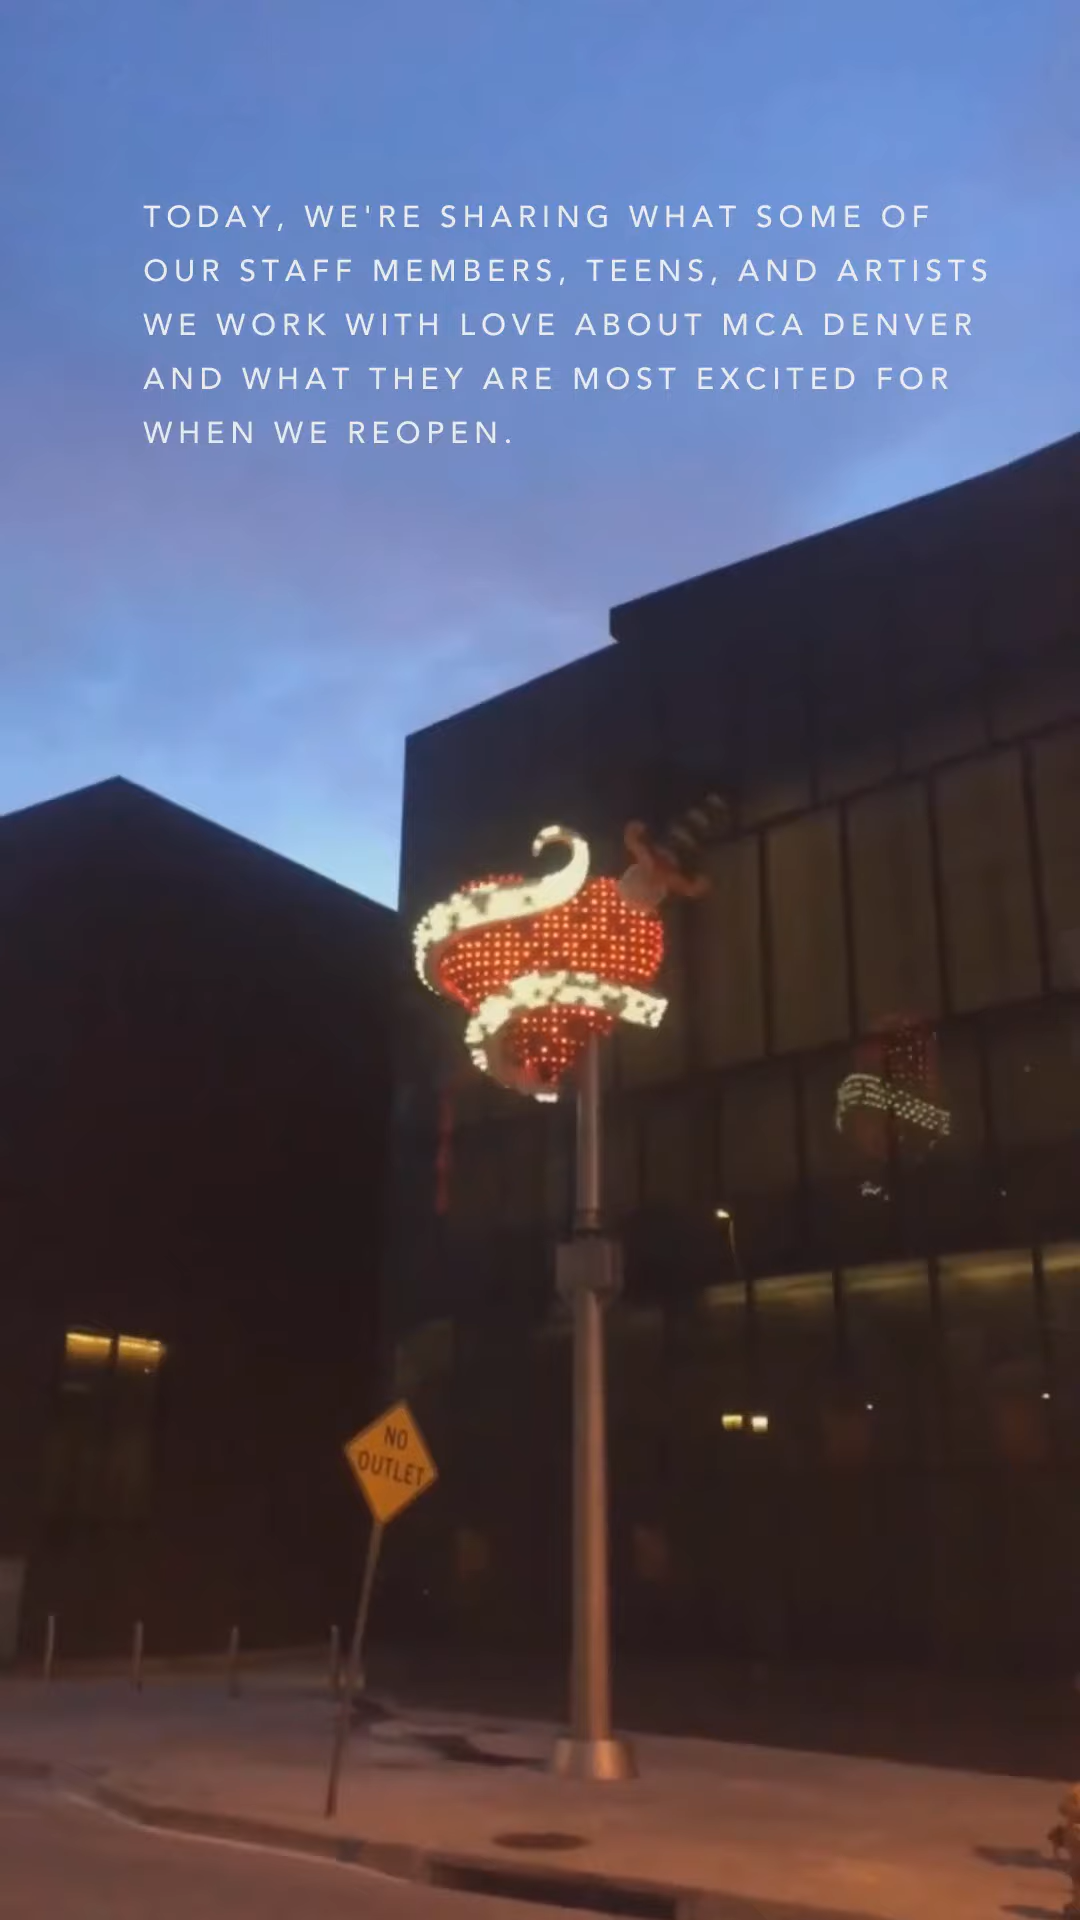 TODAY, WE'RE SHARING WHAT SOME OF
OUR STAFF MEMBERS, TEENS, AND ARTISTS
WE WORK WITH LOVE ABOUT MCA DENVER
AND WHAT THEY ARE MOST EXCITED FOR
WHEN WE REOPEN.
NO
OUTLET